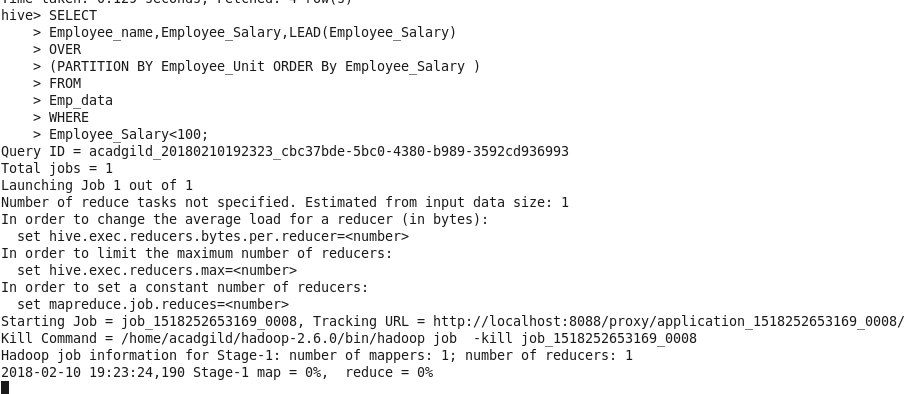 Time taken: 0.129 seconds, Fetched: 4 row(s)
hive> SELECT
    > Employee_name,Employee_Salary,LEAD(Employee_Salary)
    > OVER
    > (PARTITION BY Employee_Unit ORDER By Employee_Salary )
    > FROM
    > Emp_data
    > WHERE
    > Employee_Salary<100;
Query ID = acadgild_20180210192323_cbc37bde-5bc0-4380-b989-3592cd936993
Total jobs = 1
Launching Job 1 out of 1
Number of reduce tasks not specified. Estimated from input data size: 1
In order to change the average load for a reducer (in bytes):
  set hive.exec.reducers.bytes.per.reducer=<number>
In order to limit the maximum number of reducers:
  set hive.exec.reducers.max=<number>
In order to set a constant number of reducers:
  set mapreduce.job.reduces=<number>
Starting Job = job_1518252653169_0008, Tracking URL = http://localhost:8088/proxy/application_1518252653169_0008/
Kill Command = /home/acadgild/hadoop-2.6.0/bin/hadoop job  -kill job_1518252653169_0008
Hadoop job information for Stage-1: number of mappers: 1; number of reducers: 1
2018-02-10 19:23:24,190 Stage-1 map = 0%,  reduce = 0%